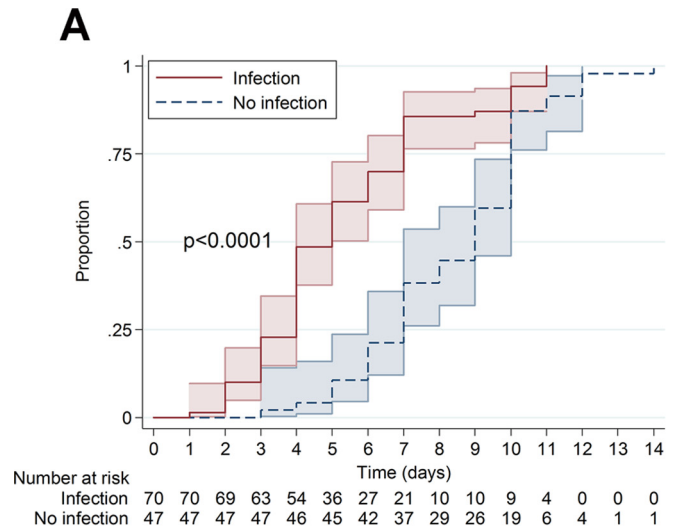 A
1
Infection
No infection
.75
Proportion
.5
p<0.0001
.25
0
0 1 2 3 4 5 6 7 8 9 10 11 12 13 14
Time (days)
Number at risk
Infection 70 70 69 63 54 36 27 21 10 10 9 4 0 0 0
No infection 47 47 47 47 46 45 42 37 29 26 19 6 4 1 1